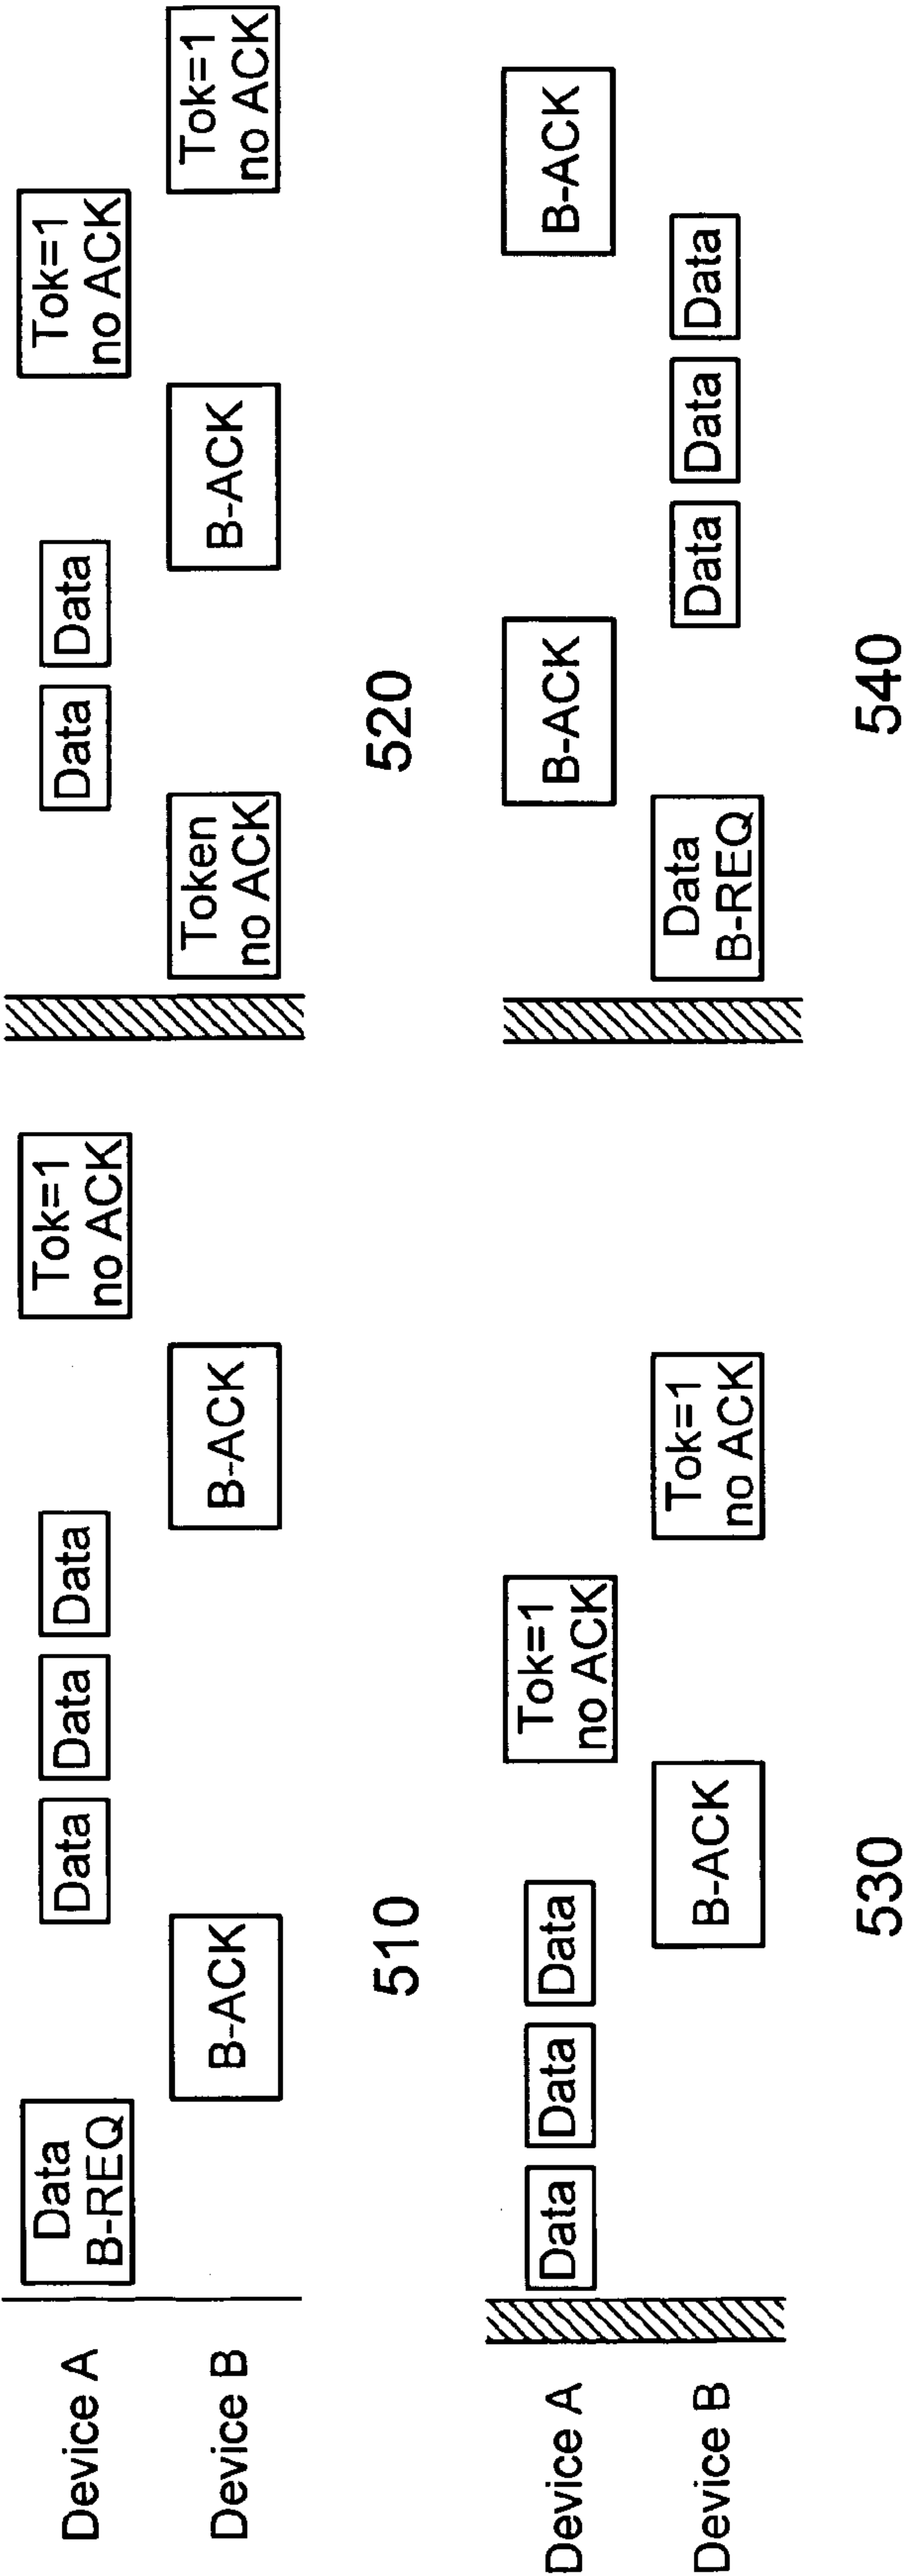 Device A
Data
B-REQ
Data
Data
Data
Tok=1
no ACK
Device B
B-ACK
B-ACK
510
Data
Data
Tok=1
no ACK
Token
no ACK
B-ACK
Tok=1
no ACK
520
Device A
Data
Data
Data
Tok=1
no ACK
Device B
B-ACK
Tok=1
no ACK
530
B-ACK
B-ACK
Data
B-REQ
Data
Data
Data
540